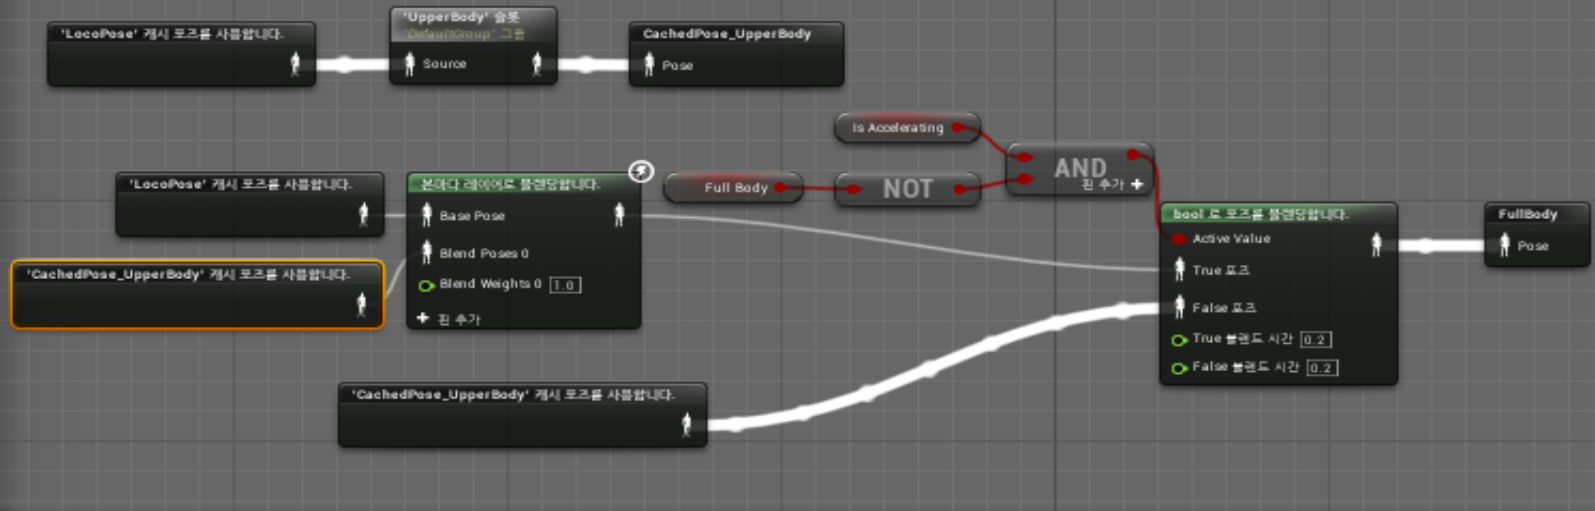 'LocoPose' 캐시 포즈를 사용합니다.
'UpperBody' 슬롯
'DefaultGroup' 그룹
Source
CachedPose_UpperBody
Pose
Is Accelerating
AND
핀 추가
Full Body
NOT
'LocoPose' 캐시 포즈를 사용합니다.
본마다 레이어로 블렌딩합니다.
Base Pose
Blend Poses 0
Blend Weights 0 1.0
핀 추가
'CachedPose_UpperBody' 캐시 포즈를 사용합니다.
bool 로 포즈를 블렌딩합니다.
Active Value
True 포즈
False 포즈
True 블렌드 시간 0.2
False 블렌드 시간 0.2
FullBody
Pose
'CachedPose_UpperBody' 캐시 포즈를 사용합니다.